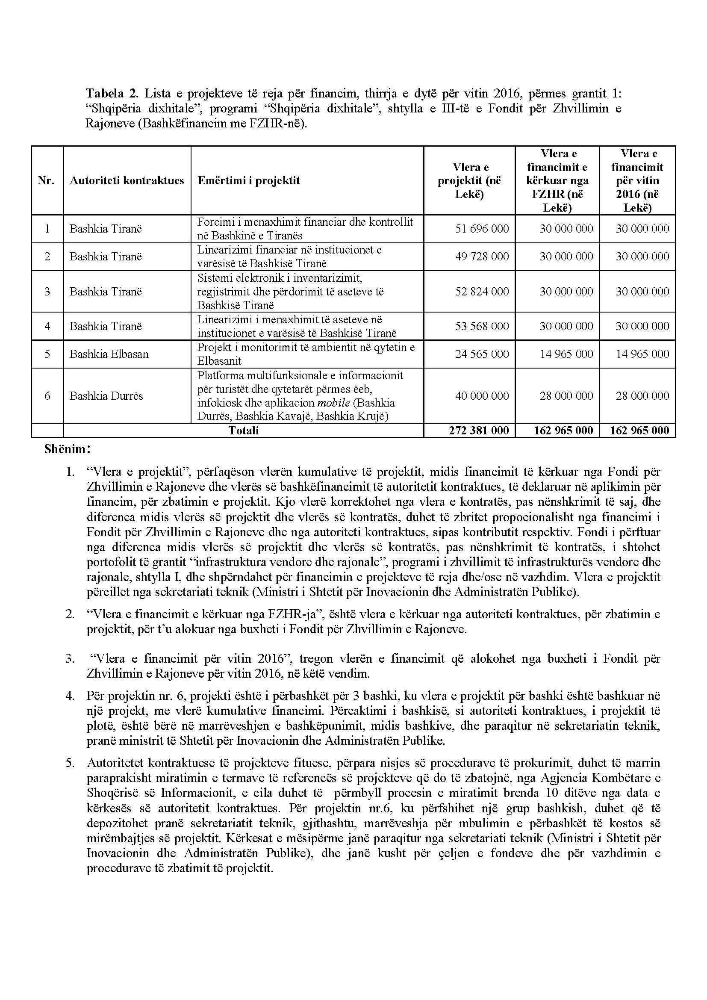 Tabela 2. Lista e projekteve të reja për financim, thirrja e dytë për vitin 2016, përmes grantit 1:
“Shqipëria dixhitale”, programi “Shqipëria dixhitale”, shtylla e III-të e Fondit për Zhvillimin e
Rajoneve (Bashkëfinancim me FZHR-në).
Nr. Autoriteti kontraktues Emërtimi i projektit Vlera e projektit (në Lekë) Vlera e financimit e kërkuar nga FZHR (në Lekë) Vlera e financimit për vitin 2016 (në Lekë)
1 Bashkia Tiranë Forcimi i menaxhimit financiar dhe kontrollit
në Bashkinë e Tiranës 51 696 000 30 000 000 30 000 000
2 Bashkia Tiranë Linearizimi financiar në institucionet e
varësisë të Bashkisë Tiranë 49 728 000 30 000 000 30 000 000
3 Bashkia Tiranë Sistemi elektronik i inventarizimit,
regjistrimit dhe përdorimit të aseteve të
Bashkisë Tiranë 52 824 000 30 000 000 30 000 000
4 Bashkia Tiranë Linearizimi i menaxhimit të aseteve në
institucionet e varësisë të Bashkisë Tiranë 53 568 000 30 000 000 30 000 000
5 Bashkia Elbasan Projekt i monitorimit të ambientit në qytetin e
Elbasanit 24 565 000 14 965 000 14 965 000
6 Bashkia Durrës Platforma multifunksionale e informacionit
për turistët dhe qytetarët përmes ëeb,
infokiosk dhe aplikacion mobile (Bashkia
Durrës, Bashkia Kavajë, Bashkia Krujë) 40 000 000 28 000 000 28 000 000
Totali 272 381 000 162 965 000 162 965 000
Shënim:
1. “Vlera e projektit”, përfaqëson vlerën kumulative të projektit, midis financimit të kërkuar nga Fondi për
Zhvillimin e Rajoneve dhe vlerës së bashkëfinancimit të autoritetit kontraktues, të deklaruar në aplikimin për
financim, për zbatimin e projektit. Kjo vlerë korrektohet nga vlera e kontratës, pas nënshkrimit të saj, dhe
diferenca midis vlerës së projektit dhe vlerës së kontratës, duhet të zbritet propocionalisht nga financimi i
Fondit për Zhvillimin e Rajoneve dhe nga autoriteti kontraktues, sipas kontributit respektiv. Fondi i përftuar
nga diferenca midis vlerës së projektit dhe vlerës së kontratës, pas nënshkrimit të kontratës, i shtohet
portofolit të grantit “infrastruktura vendore dhe rajonale”, programi i zhvillimit të infrastrukturës vendore dhe
rajonale, shtylla I, dhe shpërndahet për financimin e projekteve të reja dhe/ose në vazhdim. Vlera e projektit
përcillet nga sekretariati teknik (Ministri i Shtetit për Inovacionin dhe Administratën Publike).
2. “Vlera e financimit e kërkuar nga FZHR-ja”, është vlera e kërkuar nga autoriteti kontraktues, për zbatimin e
projektit, për t’u alokuar nga buxheti i Fondit për Zhvillimin e Rajoneve.
3. “Vlera e financimit për vitin 2016”, tregon vlerën e financimit që alokohet nga buxheti i Fondit për
Zhvillimin e Rajoneve për vitin 2016, në këtë vendim.
4. Për projektin nr. 6, projekti është i përbashkët për 3 bashki, ku vlera e projektit për bashki është bashkuar në
një projekt, me vlerë kumulative financimi. Përcaktimi i bashkisë, si autoriteti kontraktues, i projektit të
plotë, është bërë në marrëveshjen e bashkëpunimit, midis bashkive, dhe paraqitur në sekretariatin teknik,
pranë ministrit të Shtetit për Inovacionin dhe Administratën Publike.
5. Autoritetet kontraktuese të projekteve fituese, përpara nisjes së procedurave të prokurimit, duhet të marrin
paraprakisht miratimin e termave të referencës së projekteve që do të zbatojnë, nga Agjencia Kombëtare e
Shoqërisë së Informacionit, e cila duhet të përmbyll procesin e miratimit brenda 10 ditëve nga data e
kërkesës së autoritetit kontraktues. Për projektin nr.6, ku përfshihet një grup bashkish, duhet që të
depozitohet pranë sekretariatit teknik, gjithashtu, marrëveshja për mbulimin e përbashkët të kostos së
mirëmbajtjes së projektit. Kërkesat e mësipërme janë paraqitur nga sekretariati teknik (Ministri i Shtetit për
Inovacionin dhe Administratën Publike), dhe janë kusht për çeljen e fondeve dhe për vazhdimin e
procedurave të zbatimit të projektit.